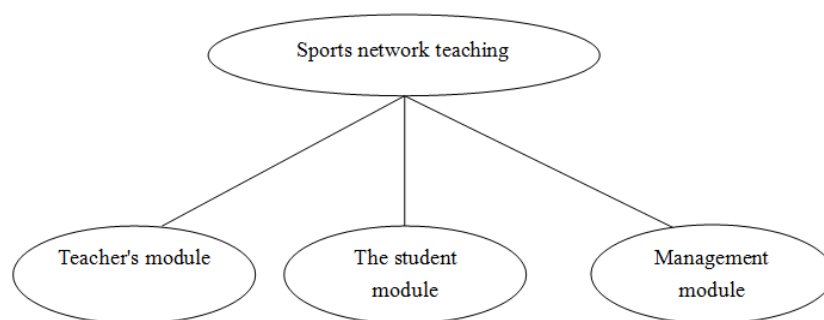 Sports network teaching
Teacher's module
The student
module
Management
module